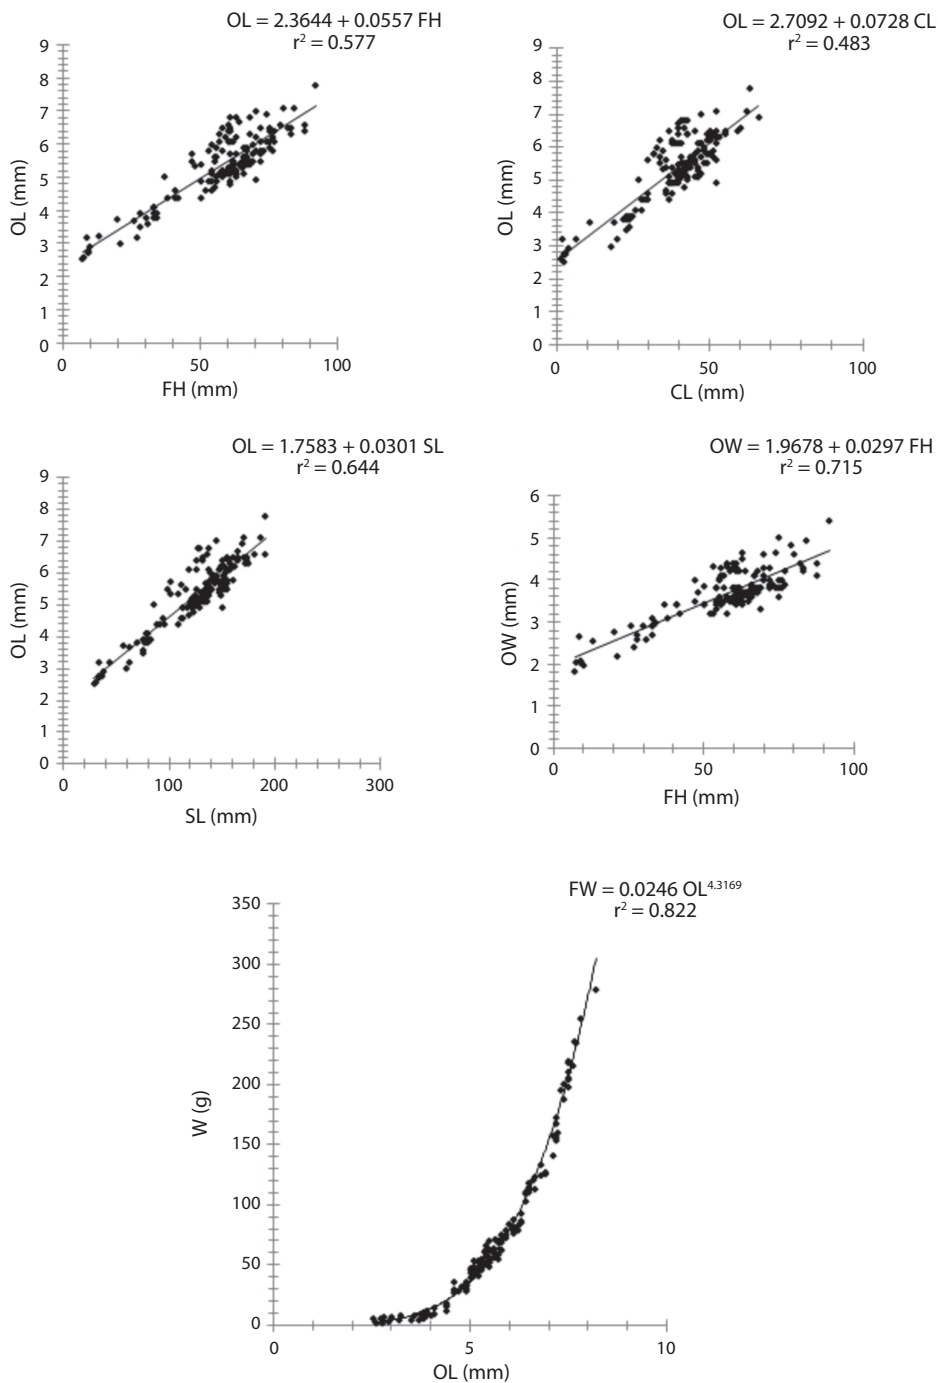 OL = 2.3644 + 0.0557 FH
r² = 0.577
9
8
7
6
5
4
3
2
1
0
OL (mm)
0 50 100
FH (mm)
OL = 2.7092 + 0.0728 CL
r² = 0.483
9
8
7
6
5
4
3
2
1
0
OL (mm)
0 50 100
CL (mm)
OL = 1.7583 + 0.0301 SL
r² = 0.644
9
8
7
6
5
4
3
2
1
0
OL (mm)
0 100 200 300
SL (mm)
OW = 1.9678 + 0.0297 FH
r² = 0.715
6
5
4
3
2
1
0
OW (mm)
0 50 100
FH (mm)
FW = 0.0246 OL⁴·³¹⁶⁹
r² = 0.822
350
300
250
200
150
100
50
0
W (g)
0 5 10
OL (mm)